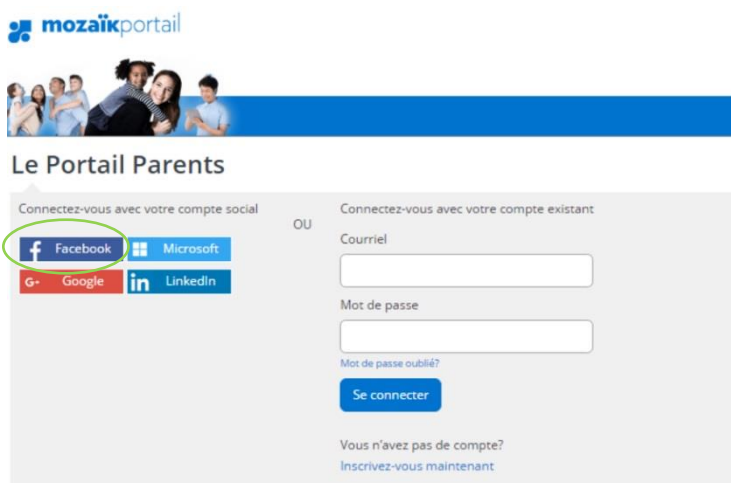 mozaïkportail
Le Portail Parents
Connectez-vous avec votre compte social
Facebook
Microsoft
G+ Google
in LinkedIn
OU
Connectez-vous avec votre compte existant
Courriel
Mot de passe
Mot de passe oublié?
Se connecter
Vous n'avez pas de compte?
Inscrivez-vous maintenant